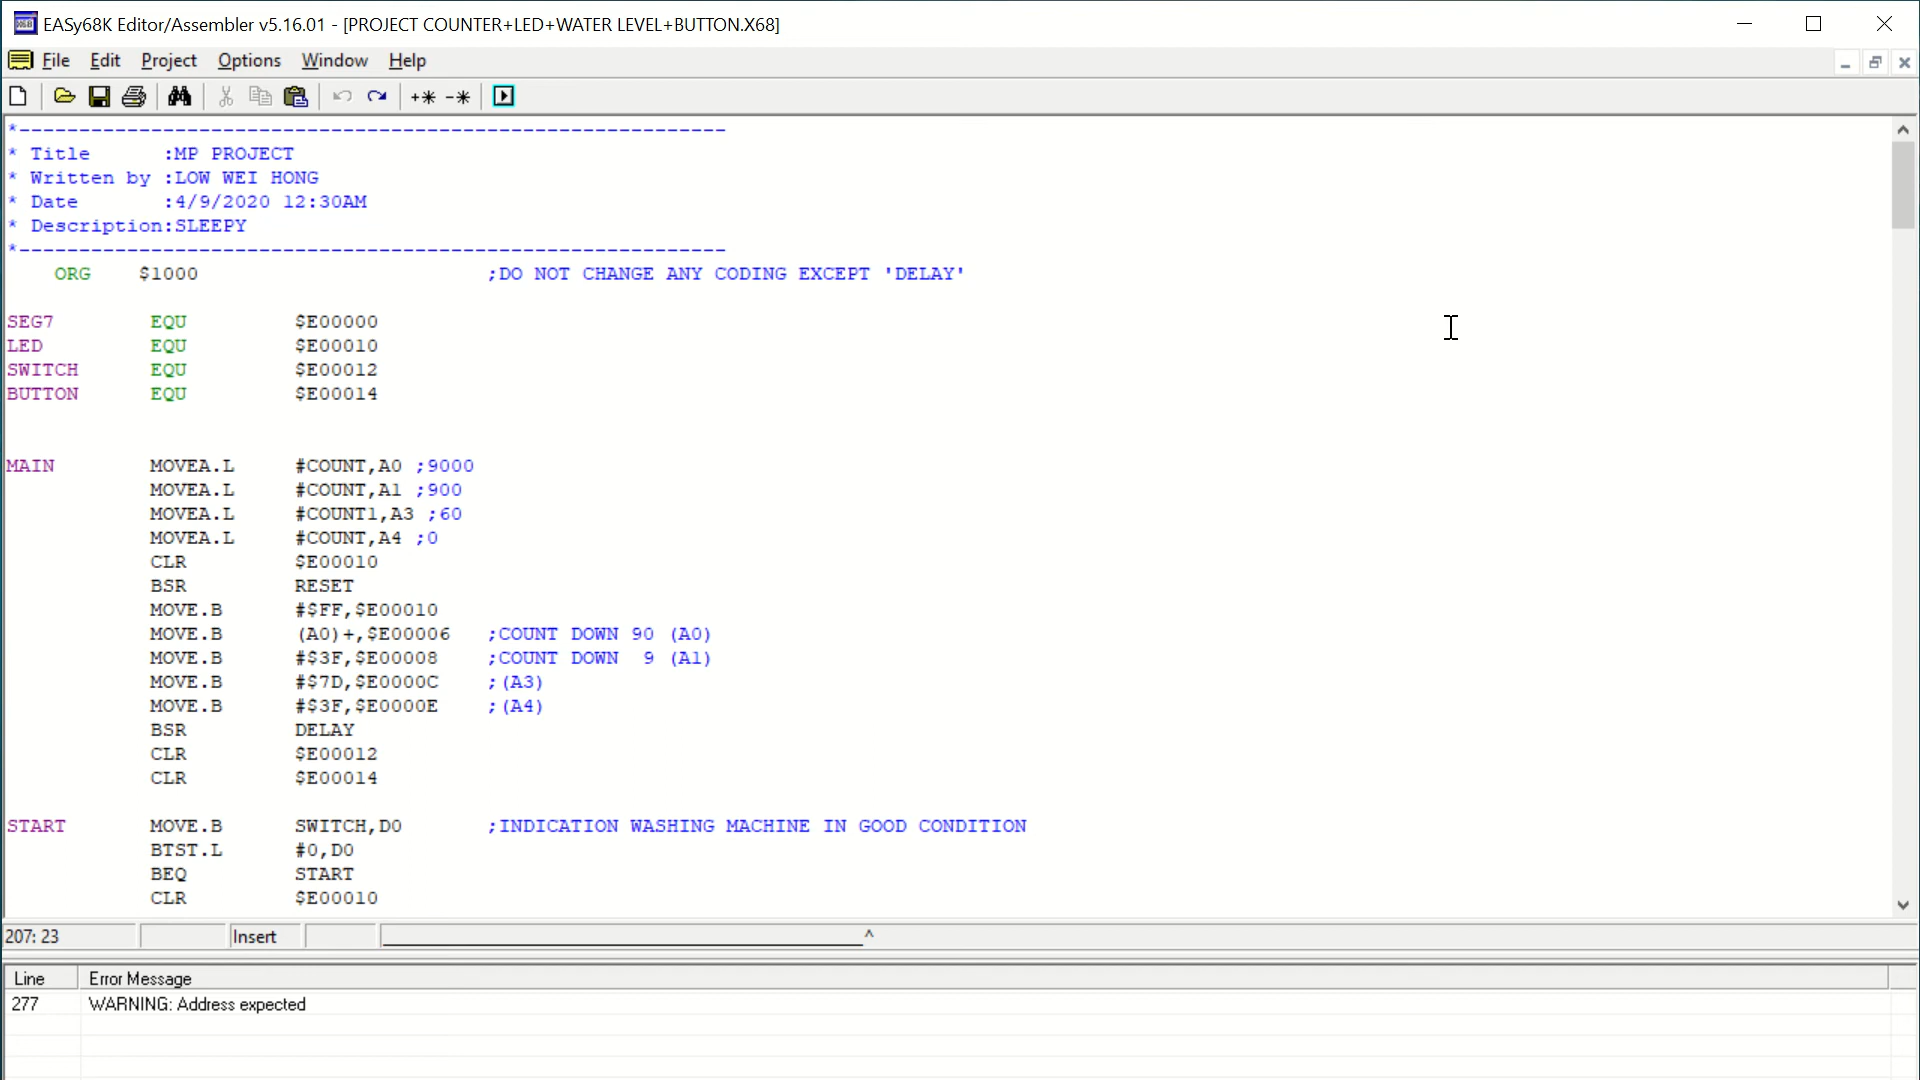 EASy68K Editor/Assembler v5.16.01 - [PROJECT COUNTER+LED+WATER LEVEL+BUTTON.X68]
File Edit Project Options Window Help
+* -*
*-----------------------------------------------------------
* Title      :MP PROJECT
* Written by :LOW WEI HONG
* Date       :4/9/2020 12:30AM
* Description:SLEEPY
*-----------------------------------------------------------
    ORG    $1000                        ;DO NOT CHANGE ANY CODING EXCEPT 'DELAY'
SEG7        EQU         $E00000
LED         EQU         $E00010
SWITCH      EQU         $E00012
BUTTON      EQU         $E00014
MAIN        MOVEA.L     #COUNT,A0 ;9000
            MOVEA.L     #COUNT,A1 ;900
            MOVEA.L     #COUNT1,A3 ;60
            MOVEA.L     #COUNT,A4 ;0
            CLR         $E00010
            BSR         RESET
            MOVE.B      #$FF,$E00010
            MOVE.B      (A0)+,$E00006   ;COUNT DOWN 90 (A0)
            MOVE.B      #$3F,$E00008    ;COUNT DOWN  9 (A1)
            MOVE.B      #$7D,$E0000C    ;(A3)
            MOVE.B      #$3F,$E0000E    ;(A4)
            BSR         DELAY
            CLR         $E00012
            CLR         $E00014
START       MOVE.B      SWITCH,D0       ;INDICATION WASHING MACHINE IN GOOD CONDITION
            BTST.L      #0,D0
            BEQ         START
            CLR         $E00010
207: 23 Insert ^
Line Error Message
277 WARNING: Address expected